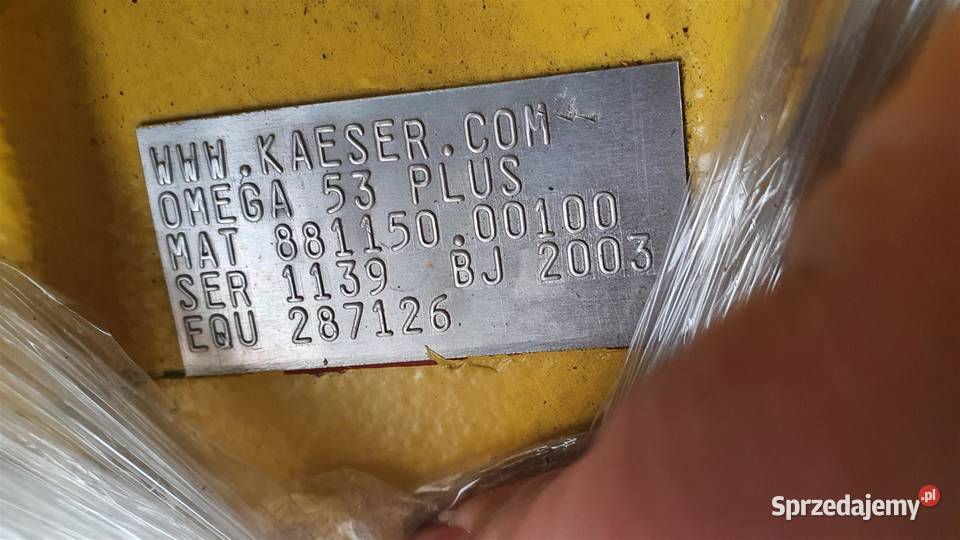 WWW.KAESER.COM
OMEGA 53 PLUS
MAT 881150.00100
SER 1139 BJ 2003
EQU 287126
Sprzedajemy.pl